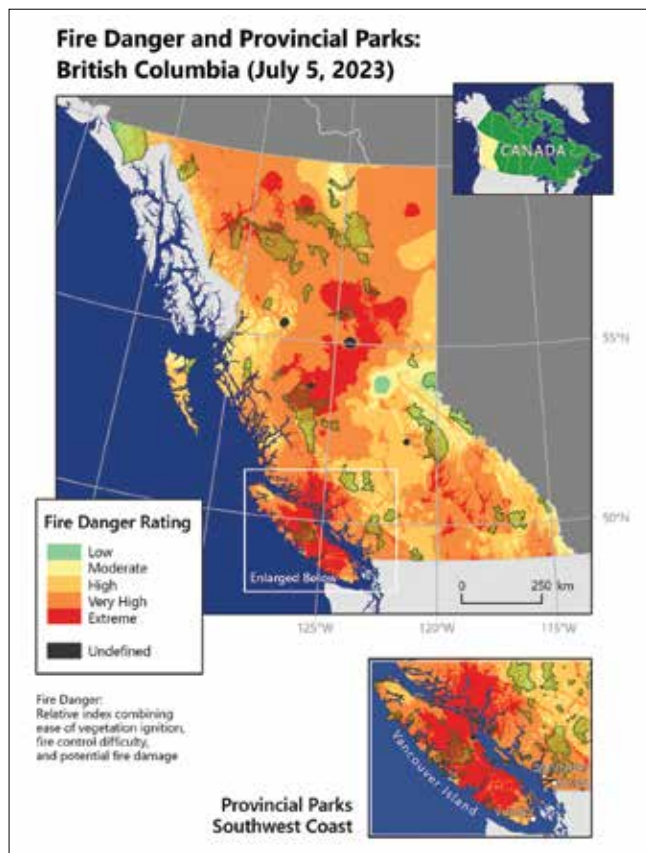 Fire Danger and Provincial Parks:
British Columbia (July 5, 2023)
CANADA
55°N
50°N
Fire Danger Rating
Low
Moderate
High
Very High
Extreme
Undefined
Enlarged Below
0 250 km
125°W 120°W 115°W
Fire Danger:
Relative index combining
ease of vegetation ignition,
fire control difficulty,
and potential fire damage
Vancouver Island
Provincial Parks
Southwest Coast